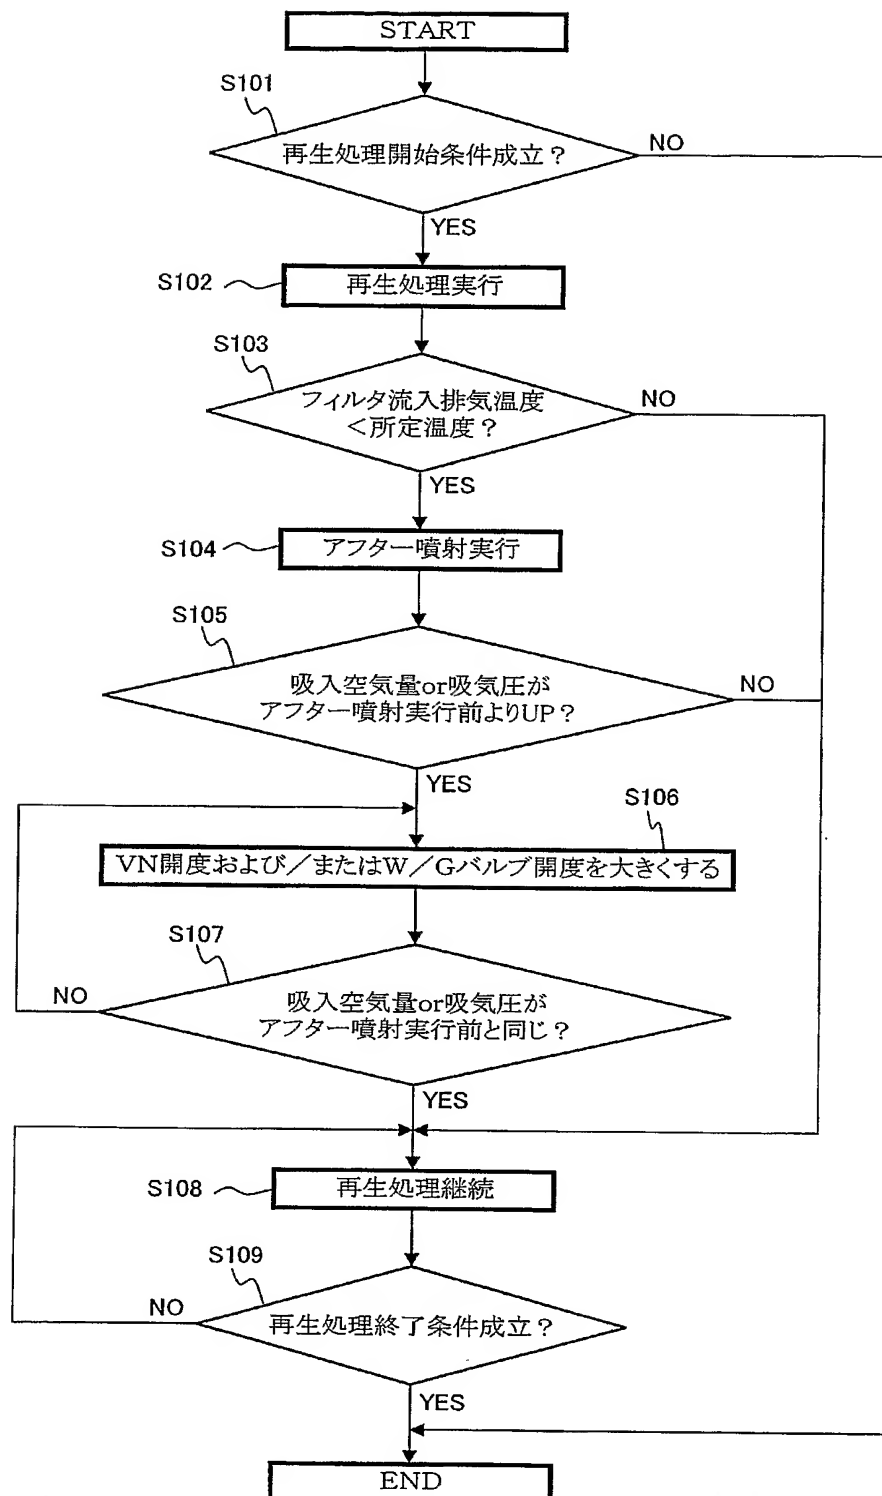 START
S101
再生処理開始条件成立？
NO
YES
S102
再生処理実行
S103
フィルタ流入排気温度
＜所定温度？
NO
YES
S104
アフター噴射実行
S105
吸入空気量or吸気圧が
アフター噴射実行前よりUP？
NO
YES
S106
VN開度および／またはW／Gバルブ開度を大きくする
S107
吸入空気量or吸気圧が
アフター噴射実行前と同じ？
NO
YES
S108
再生処理継続
S109
再生処理終了条件成立？
NO
YES
END